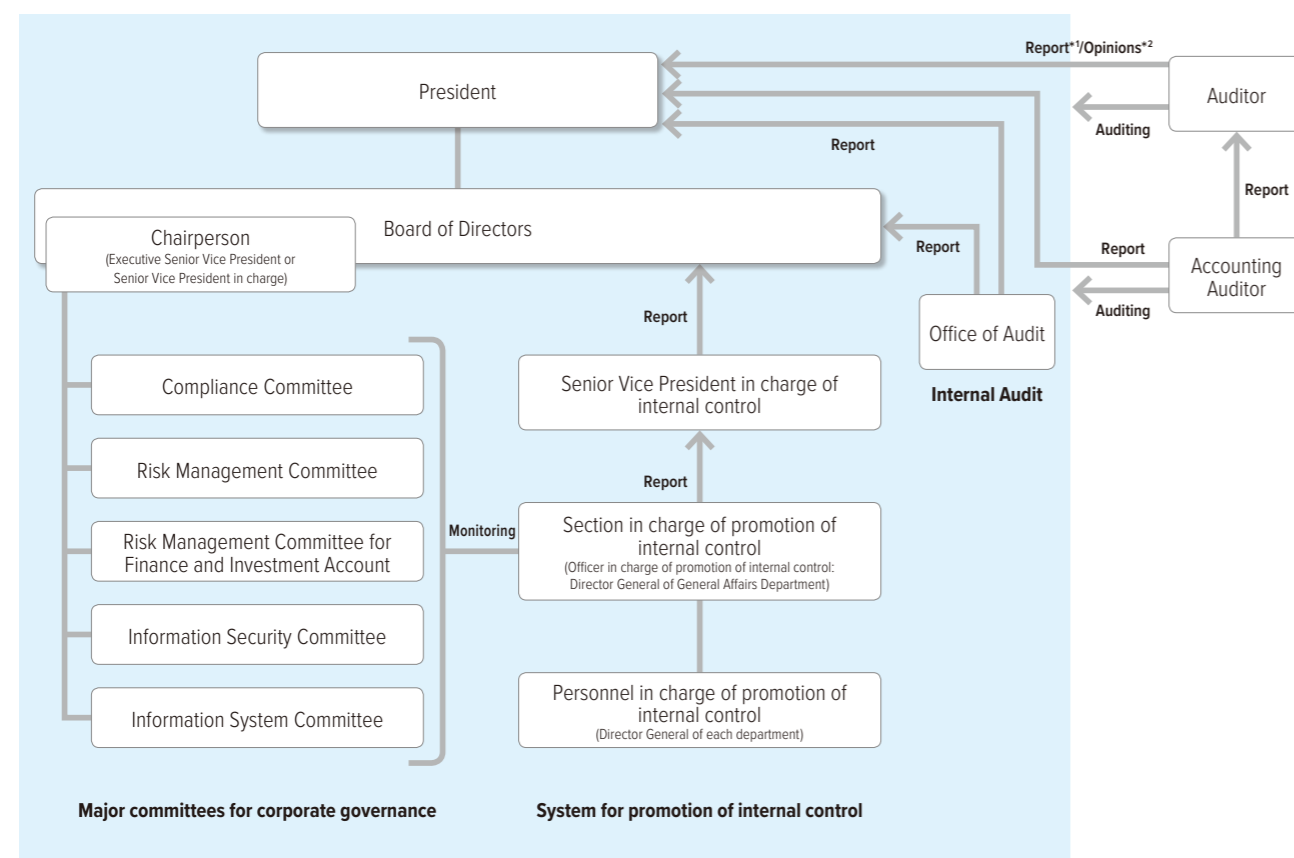 Report*1/Opinions*2
President
Auditor
Auditing
Report
Report
Board of Directors
Chairperson
(Executive Senior Vice President or
Senior Vice President in charge)
Report
Report
Accounting
Auditor
Auditing
Report
Office of Audit
Internal Audit
Compliance Committee
Senior Vice President in charge of
internal control
Risk Management Committee
Report
Risk Management Committee for
Finance and Investment Account
Monitoring
Section in charge of promotion of
internal control
(Officer in charge of promotion of internal control:
Director General of General Affairs Department)
Information Security Committee
Information System Committee
Personnel in charge of promotion of
internal control
(Director General of each department)
Major committees for corporate governance
System for promotion of internal control